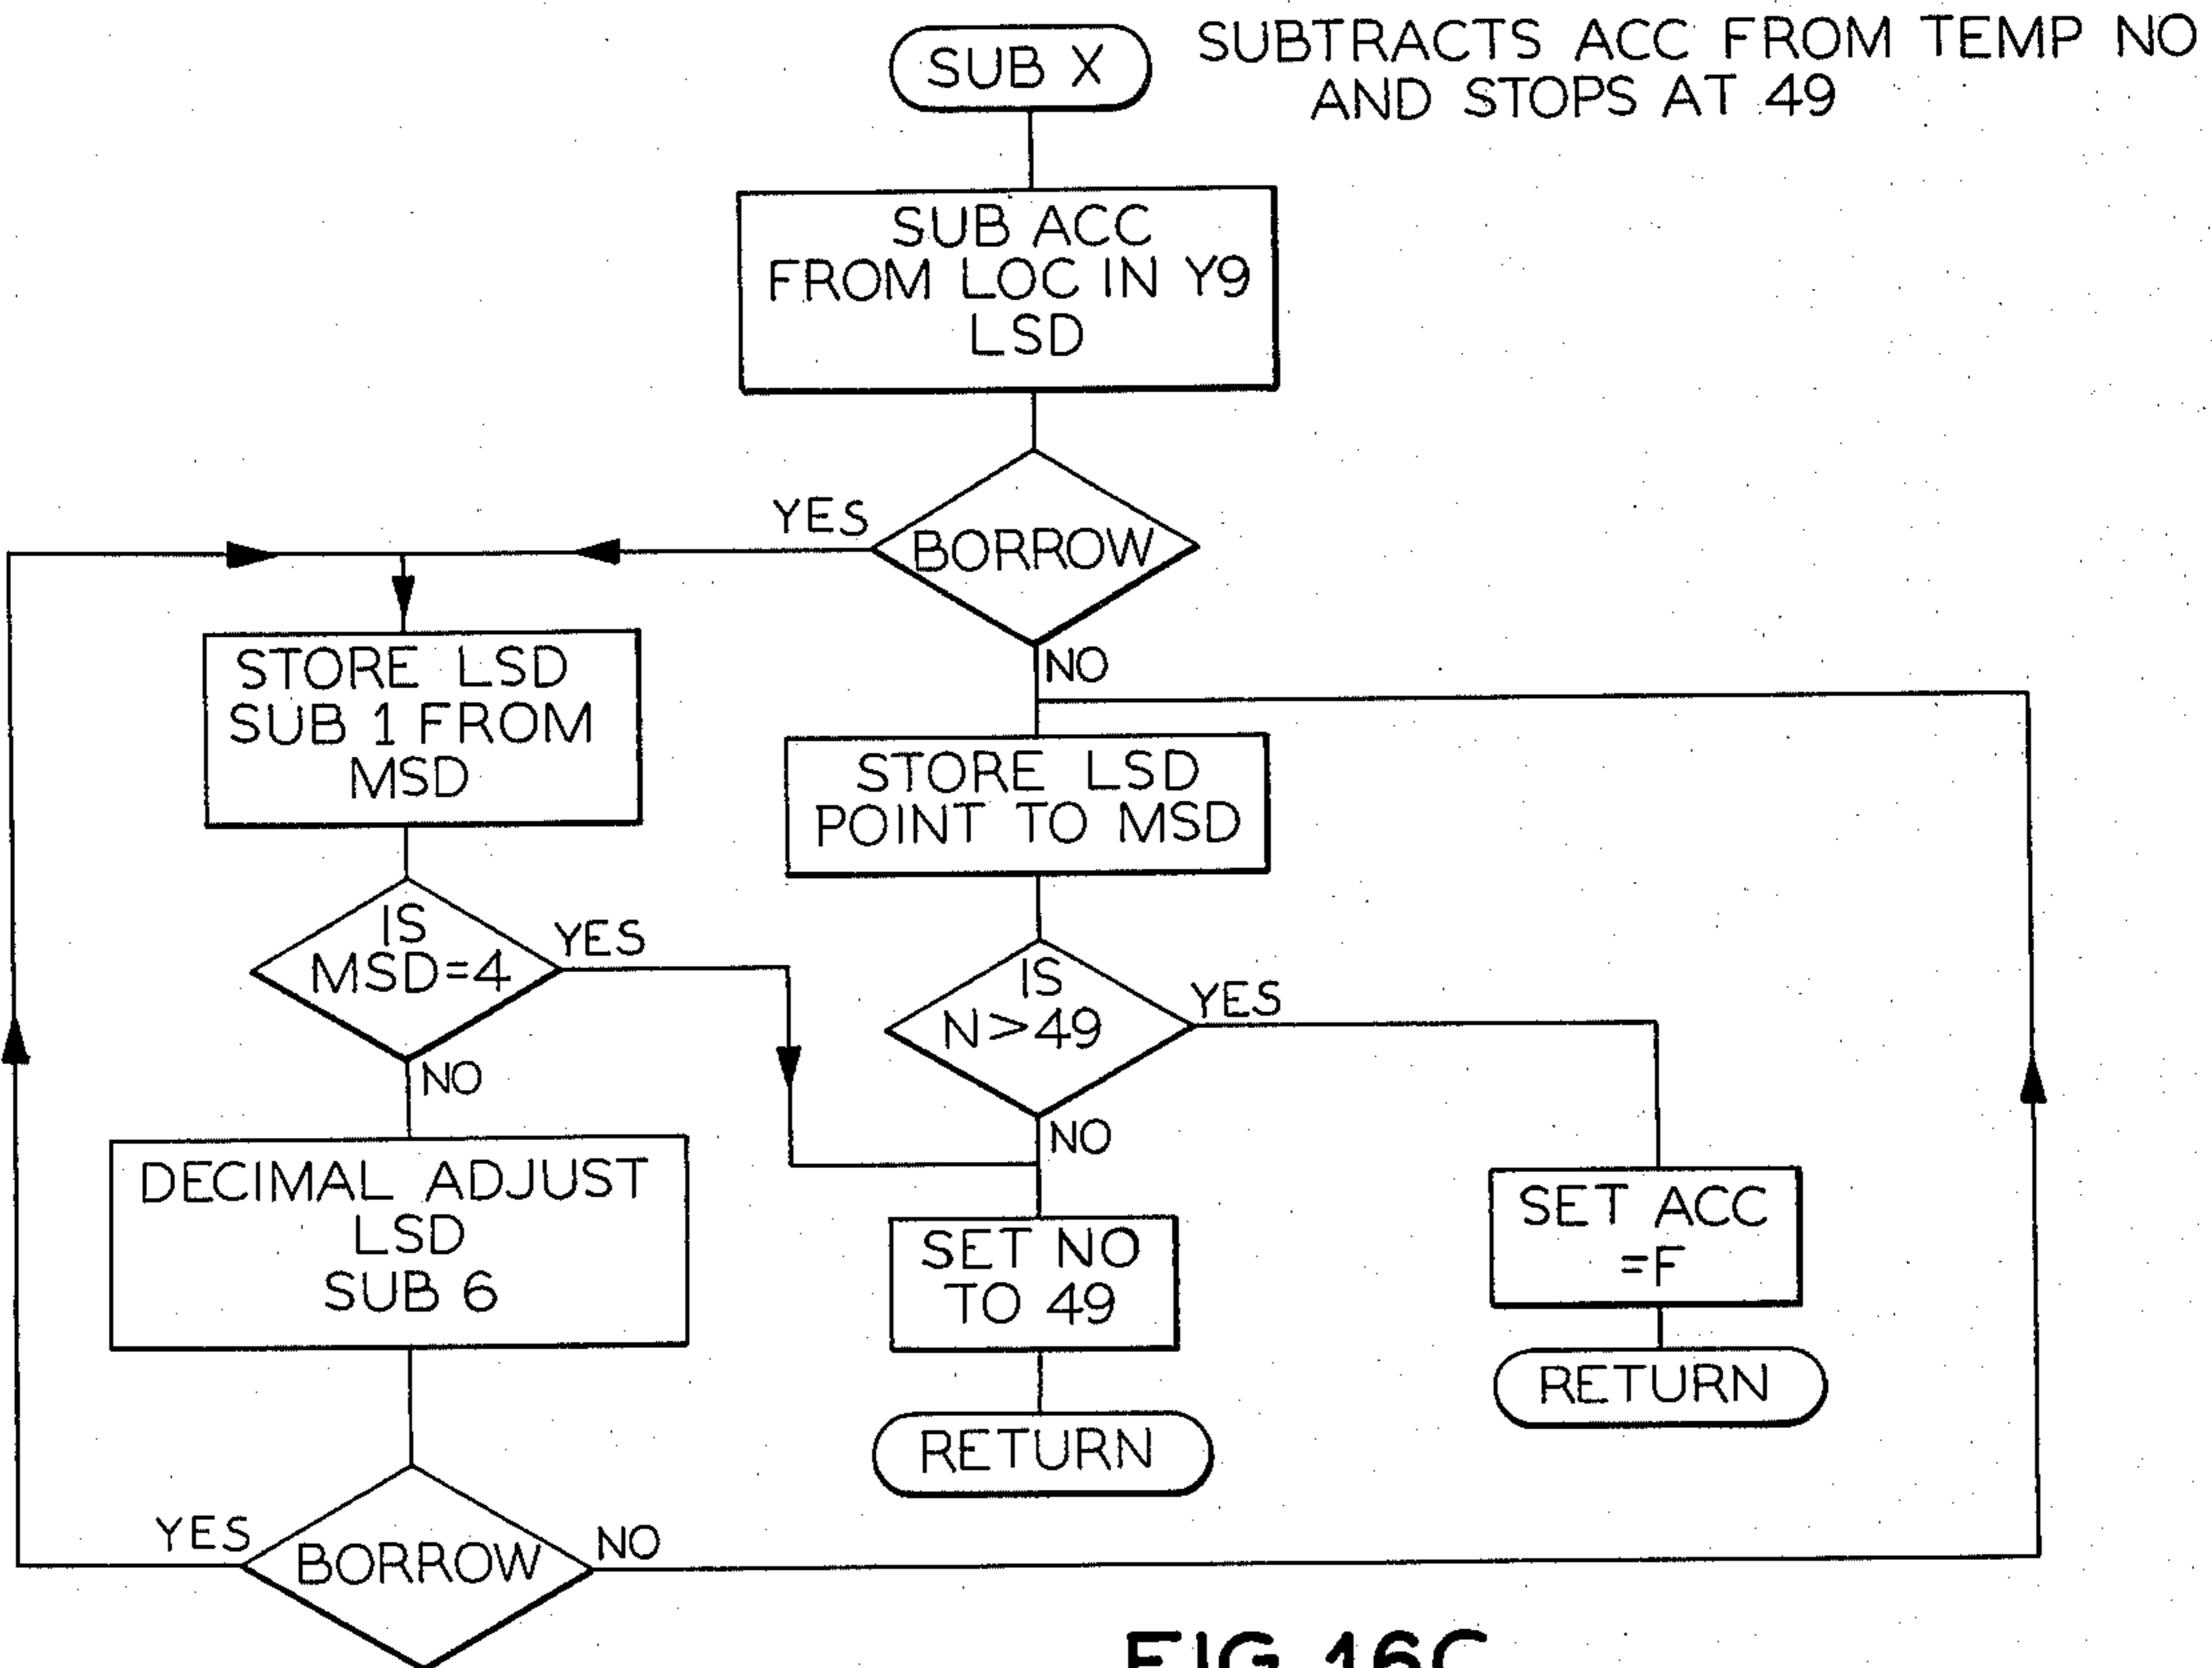 SUB X
SUBTRACTS ACC FROM TEMP NO
AND STOPS AT 49
SUB ACC
FROM LOC IN Y9
LSD
YES
BORROW
NO
STORE LSD
SUB 1 FROM
MSD
STORE LSD
POINT TO MSD
IS
MSD=4
YES
NO
IS
N>49
YES
NO
DECIMAL ADJUST
LSD
SUB 6
SET NO
TO 49
SET ACC
=F
RETURN
RETURN
YES
BORROW
NO
FIG 16C